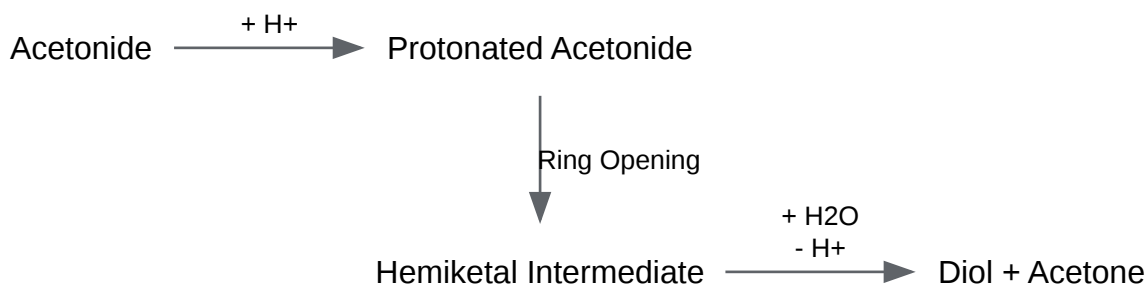 + H+
Acetonide
Protonated Acetonide
Ring Opening
+ H2O
- H+
Hemiketal Intermediate
Diol + Acetone